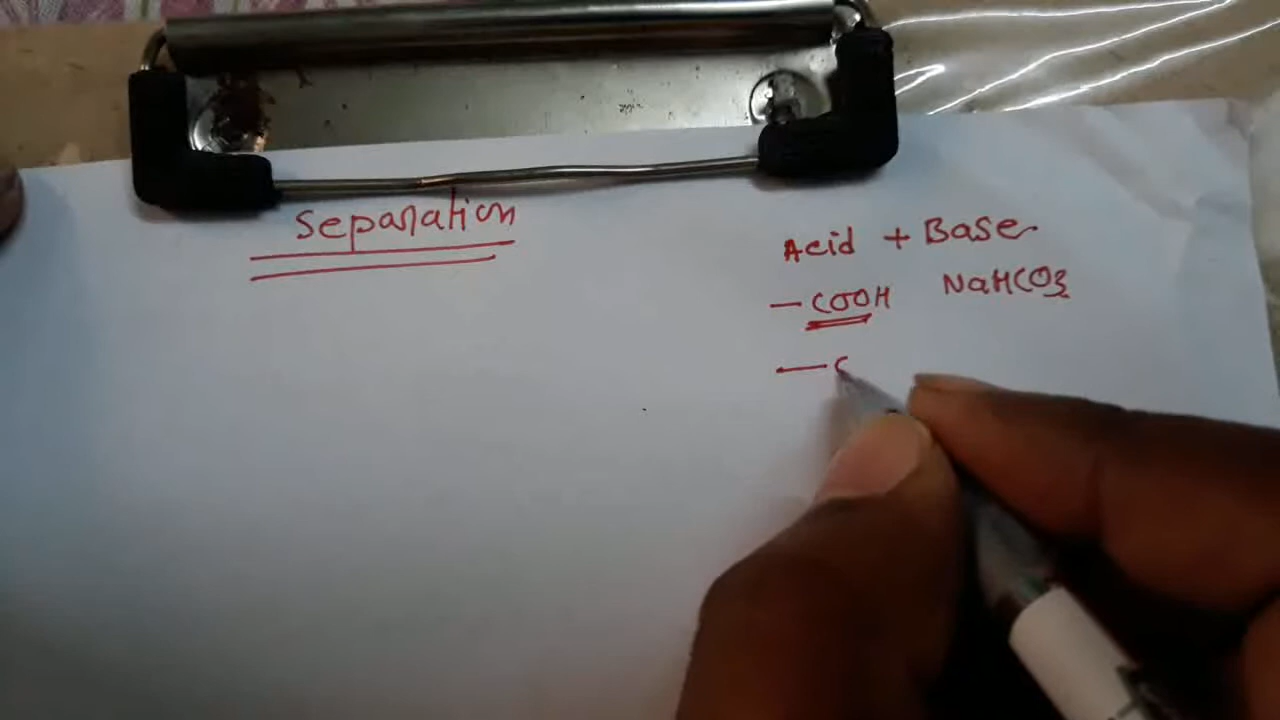 Separation
Acid + Base
—COOH NaHCO3
—